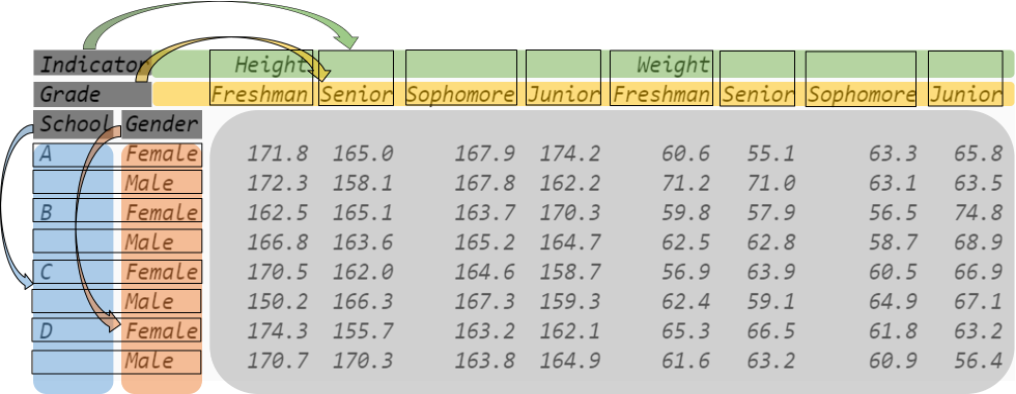 Indicator Height Weight
Grade Freshman Senior Sophomore Junior Freshman Senior Sophomore Junior
School Gender
A Female 171.8 165.0 167.9 174.2 60.6 55.1 63.3 65.8
Male 172.3 158.1 167.8 162.2 71.2 71.0 63.1 63.5
B Female 162.5 165.1 163.7 170.3 59.8 57.9 56.5 74.8
Male 166.8 163.6 165.2 164.7 62.5 62.8 58.7 68.9
C Female 170.5 162.0 164.6 158.7 56.9 63.9 60.5 66.9
Male 150.2 166.3 167.3 159.3 62.4 59.1 64.9 67.1
D Female 174.3 155.7 163.2 162.1 65.3 66.5 61.8 63.2
Male 170.7 170.3 163.8 164.9 61.6 63.2 60.9 56.4